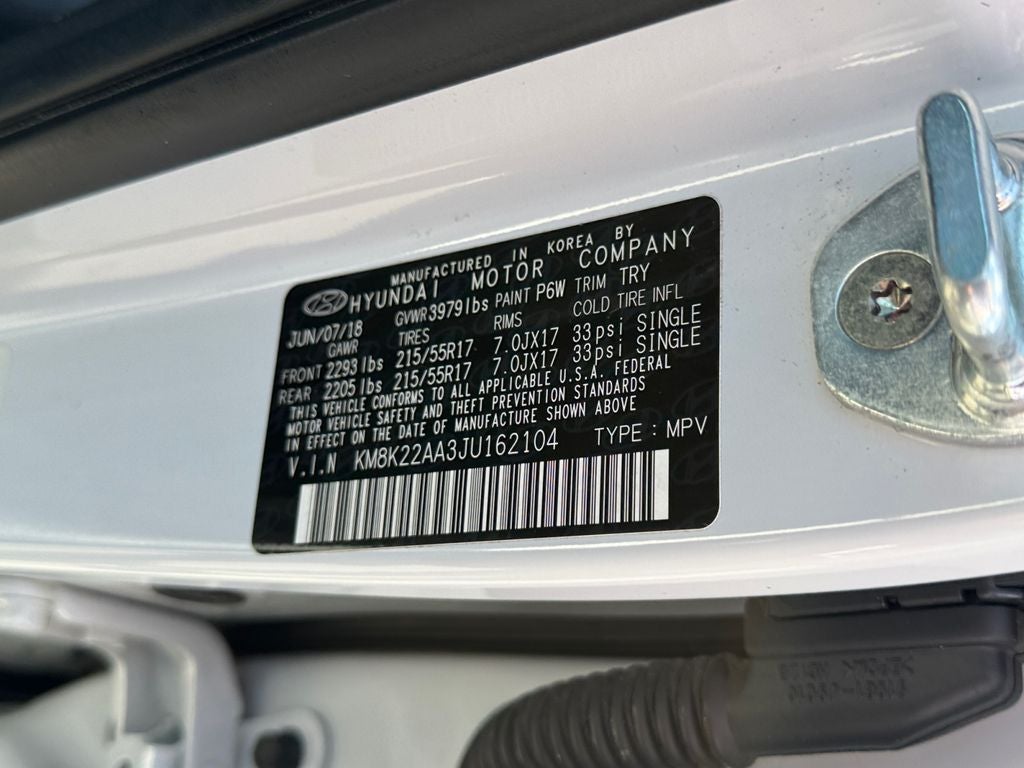 MANUFACTURED IN KOREA BY
HYUNDAI MOTOR COMPANY
JUN/07/18 GVWR 3979lbs PAINT P6W TRIM TRY
GAWR TIRES RIMS COLD TIRE INFL
FRONT 2293 lbs 215/55R17 7.0JX17 33psi SINGLE
REAR 2205 lbs 215/55R17 7.0JX17 33psi SINGLE
THIS VEHICLE CONFORMS TO ALL APPLICABLE U.S.A. FEDERAL
MOTOR VEHICLE SAFETY AND THEFT PREVENTION STANDARDS
IN EFFECT ON THE DATE OF MANUFACTURE SHOWN ABOVE
V.I.N KM8K22AA3JU162104 TYPE : MPV